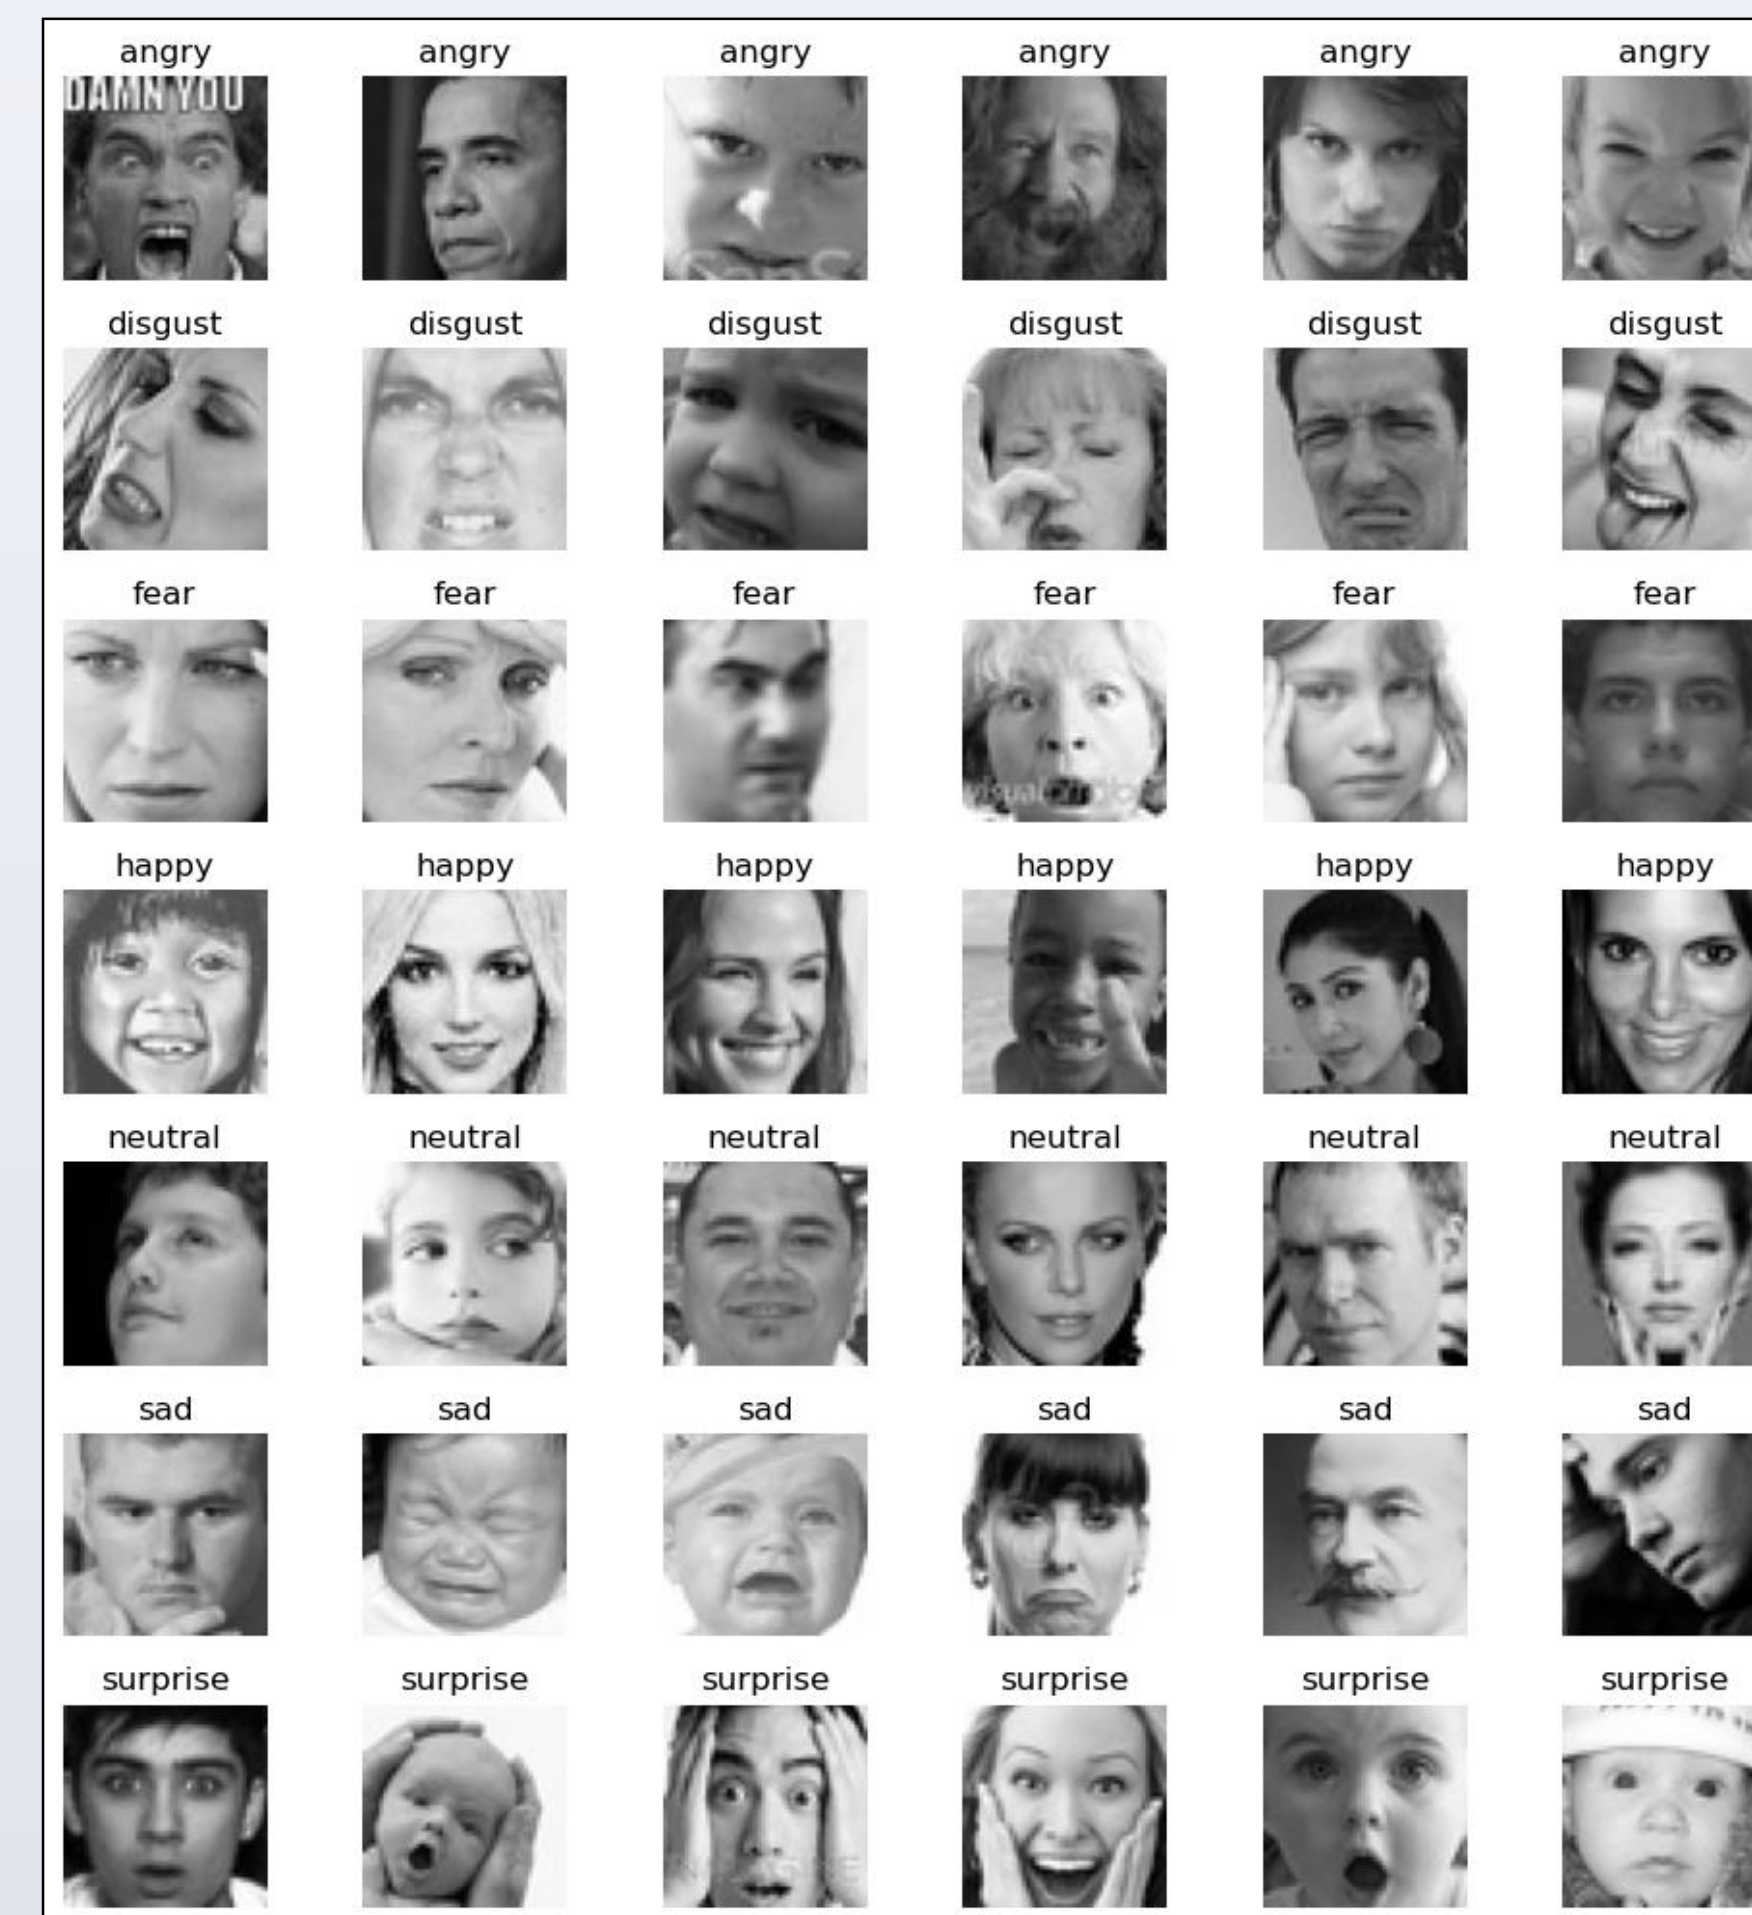 angry angry angry angry angry angry
DAMN YOU
disgust disgust disgust disgust disgust disgust
fear fear fear fear fear fear
happy happy happy happy happy happy
neutral neutral neutral neutral neutral neutral
sad sad sad sad sad sad
surprise surprise surprise surprise surprise surprise